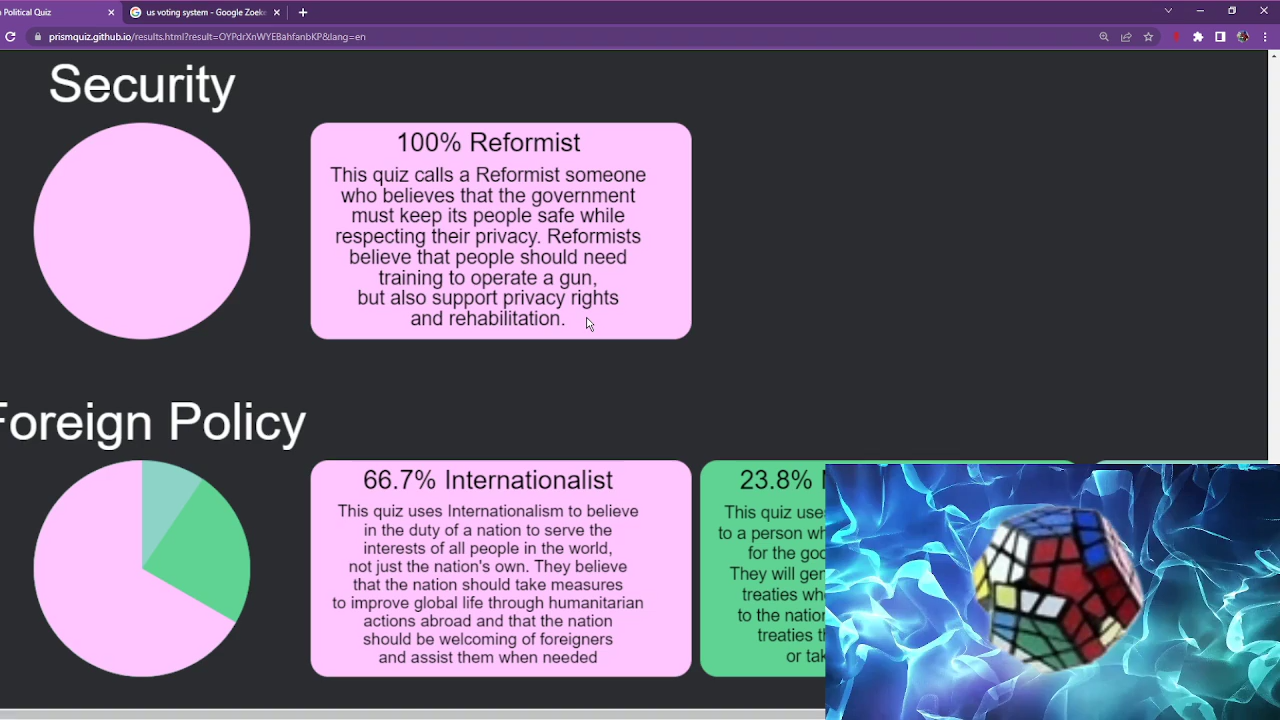 Political Quiz
us voting system - Google Zoeke
prismquiz.github.io/results.html?result=OYPdrXnWYEBahfanbKP&lang=en
Security
100% Reformist
This quiz calls a Reformist someone
who believes that the government
must keep its people safe while
respecting their privacy. Reformists
believe that people should need
training to operate a gun,
but also support privacy rights
and rehabilitation.
Foreign Policy
66.7% Internationalist
This quiz uses Internationalism to believe
in the duty of a nation to serve the
interests of all people in the world,
not just the nation's own. They believe
that the nation should take measures
to improve global life through humanitarian
actions abroad and that the nation
should be welcoming of foreigners
and assist them when needed
23.8%
This quiz use
to a person wh
for the goo
They will gen
treaties whe
to the nation
treaties th
or tak